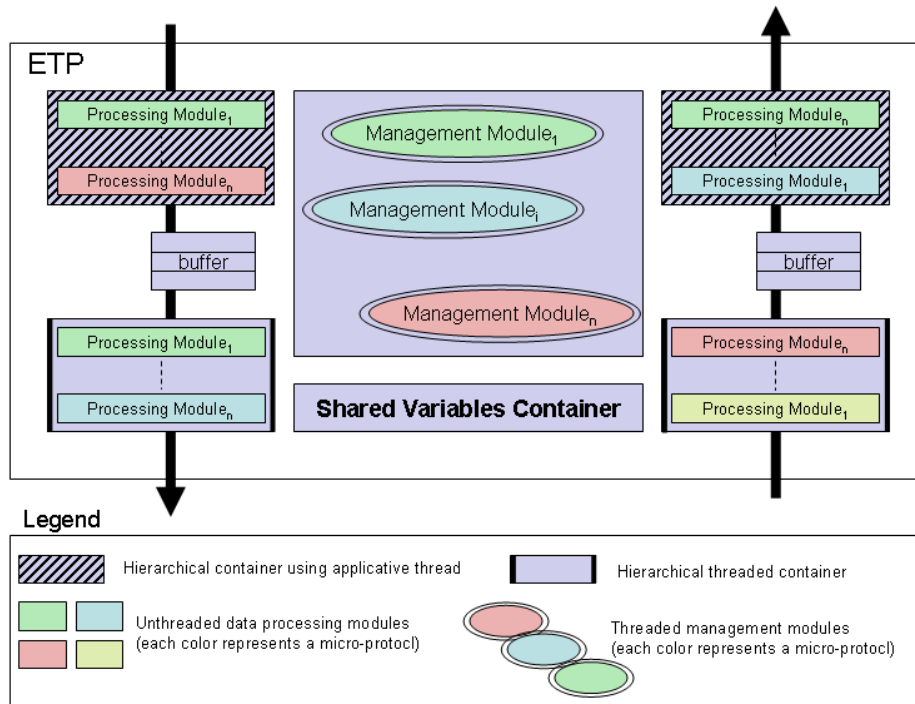 ETP
Processing Module1
Processing Modulen
buffer
Processing Module1
Processing Modulen
Management Module1
Management Modulei
Management Modulen
Shared Variables Container
Processing Modulen
Processing Module1
buffer
Processing Modulen
Processing Module1
Legend
Hierarchical container using applicative thread
Hierarchical threaded container
Unthreaded data processing modules
(each color represents a micro-protocl)
Threaded management modules
(each color represents a micro-protocl)